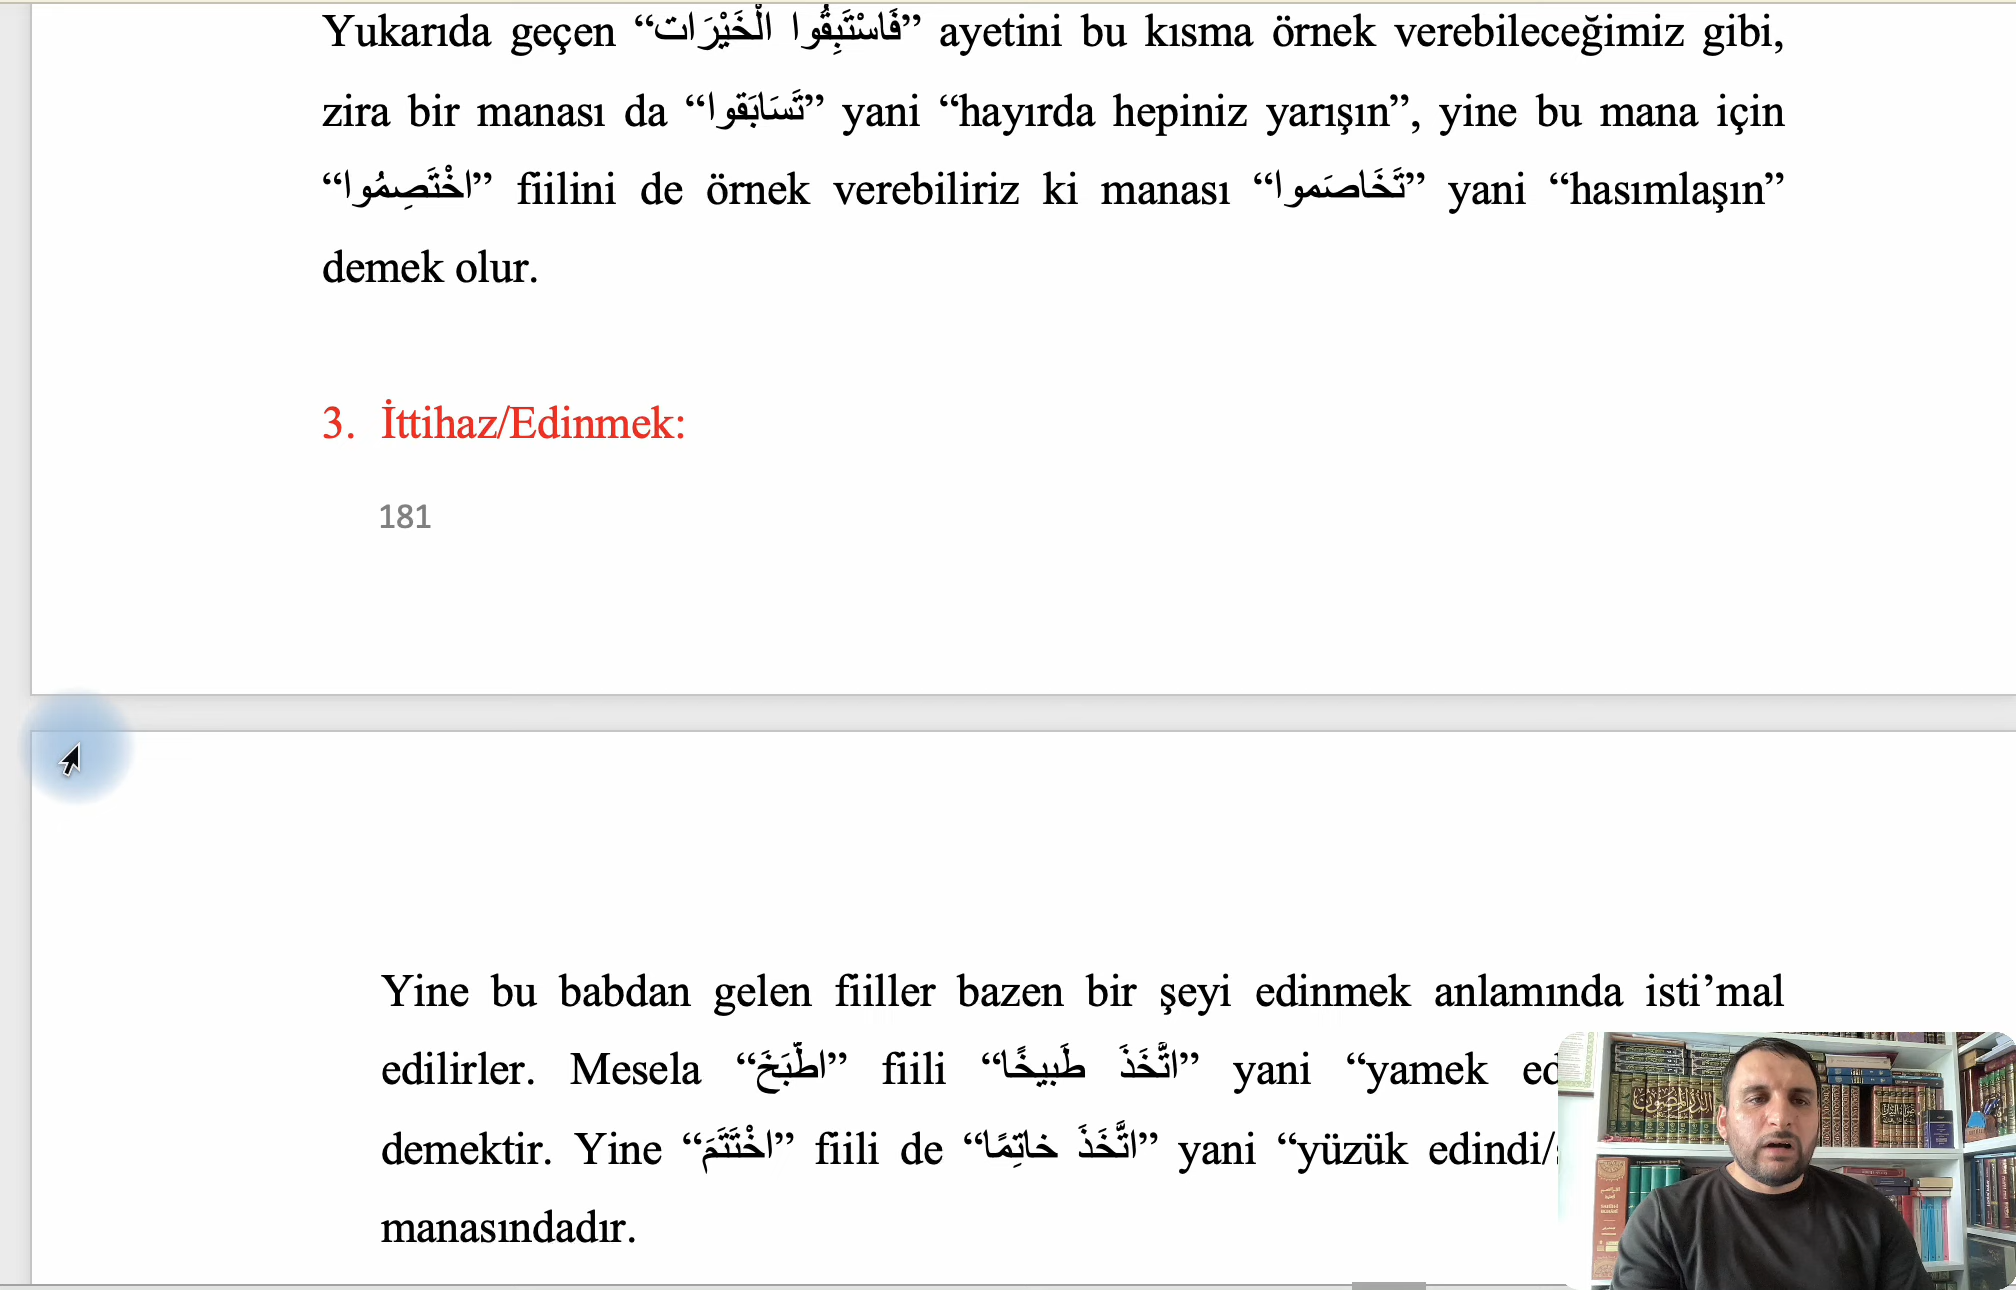 Yukarıda geçen “فَاسْتَبِقُوا الْخَيْرَات” ayetini bu kısma örnek verebileceğimiz gibi,
zira bir manası da “تَسَابَقوا” yani “hayırda hepiniz yarışın”, yine bu mana için
“اخْتَصِمُوا” fiilini de örnek verebiliriz ki manası “تَخَاصَموا” yani “hasımlaşın”
demek olur.
3. İttihaz/Edinmek:
181
Yine bu babdan gelen fiiller bazen bir şeyi edinmek anlamında isti’mal
edilirler. Mesela “اطَّبَخَ” fiili “اتَّخَذَ طَبيخًا” yani “yamek
demektir. Yine “اخْتَتَمَ” fiili de “اتَّخَذَ خاتِمًا” yani “yüzük edindi/
manasındadır.